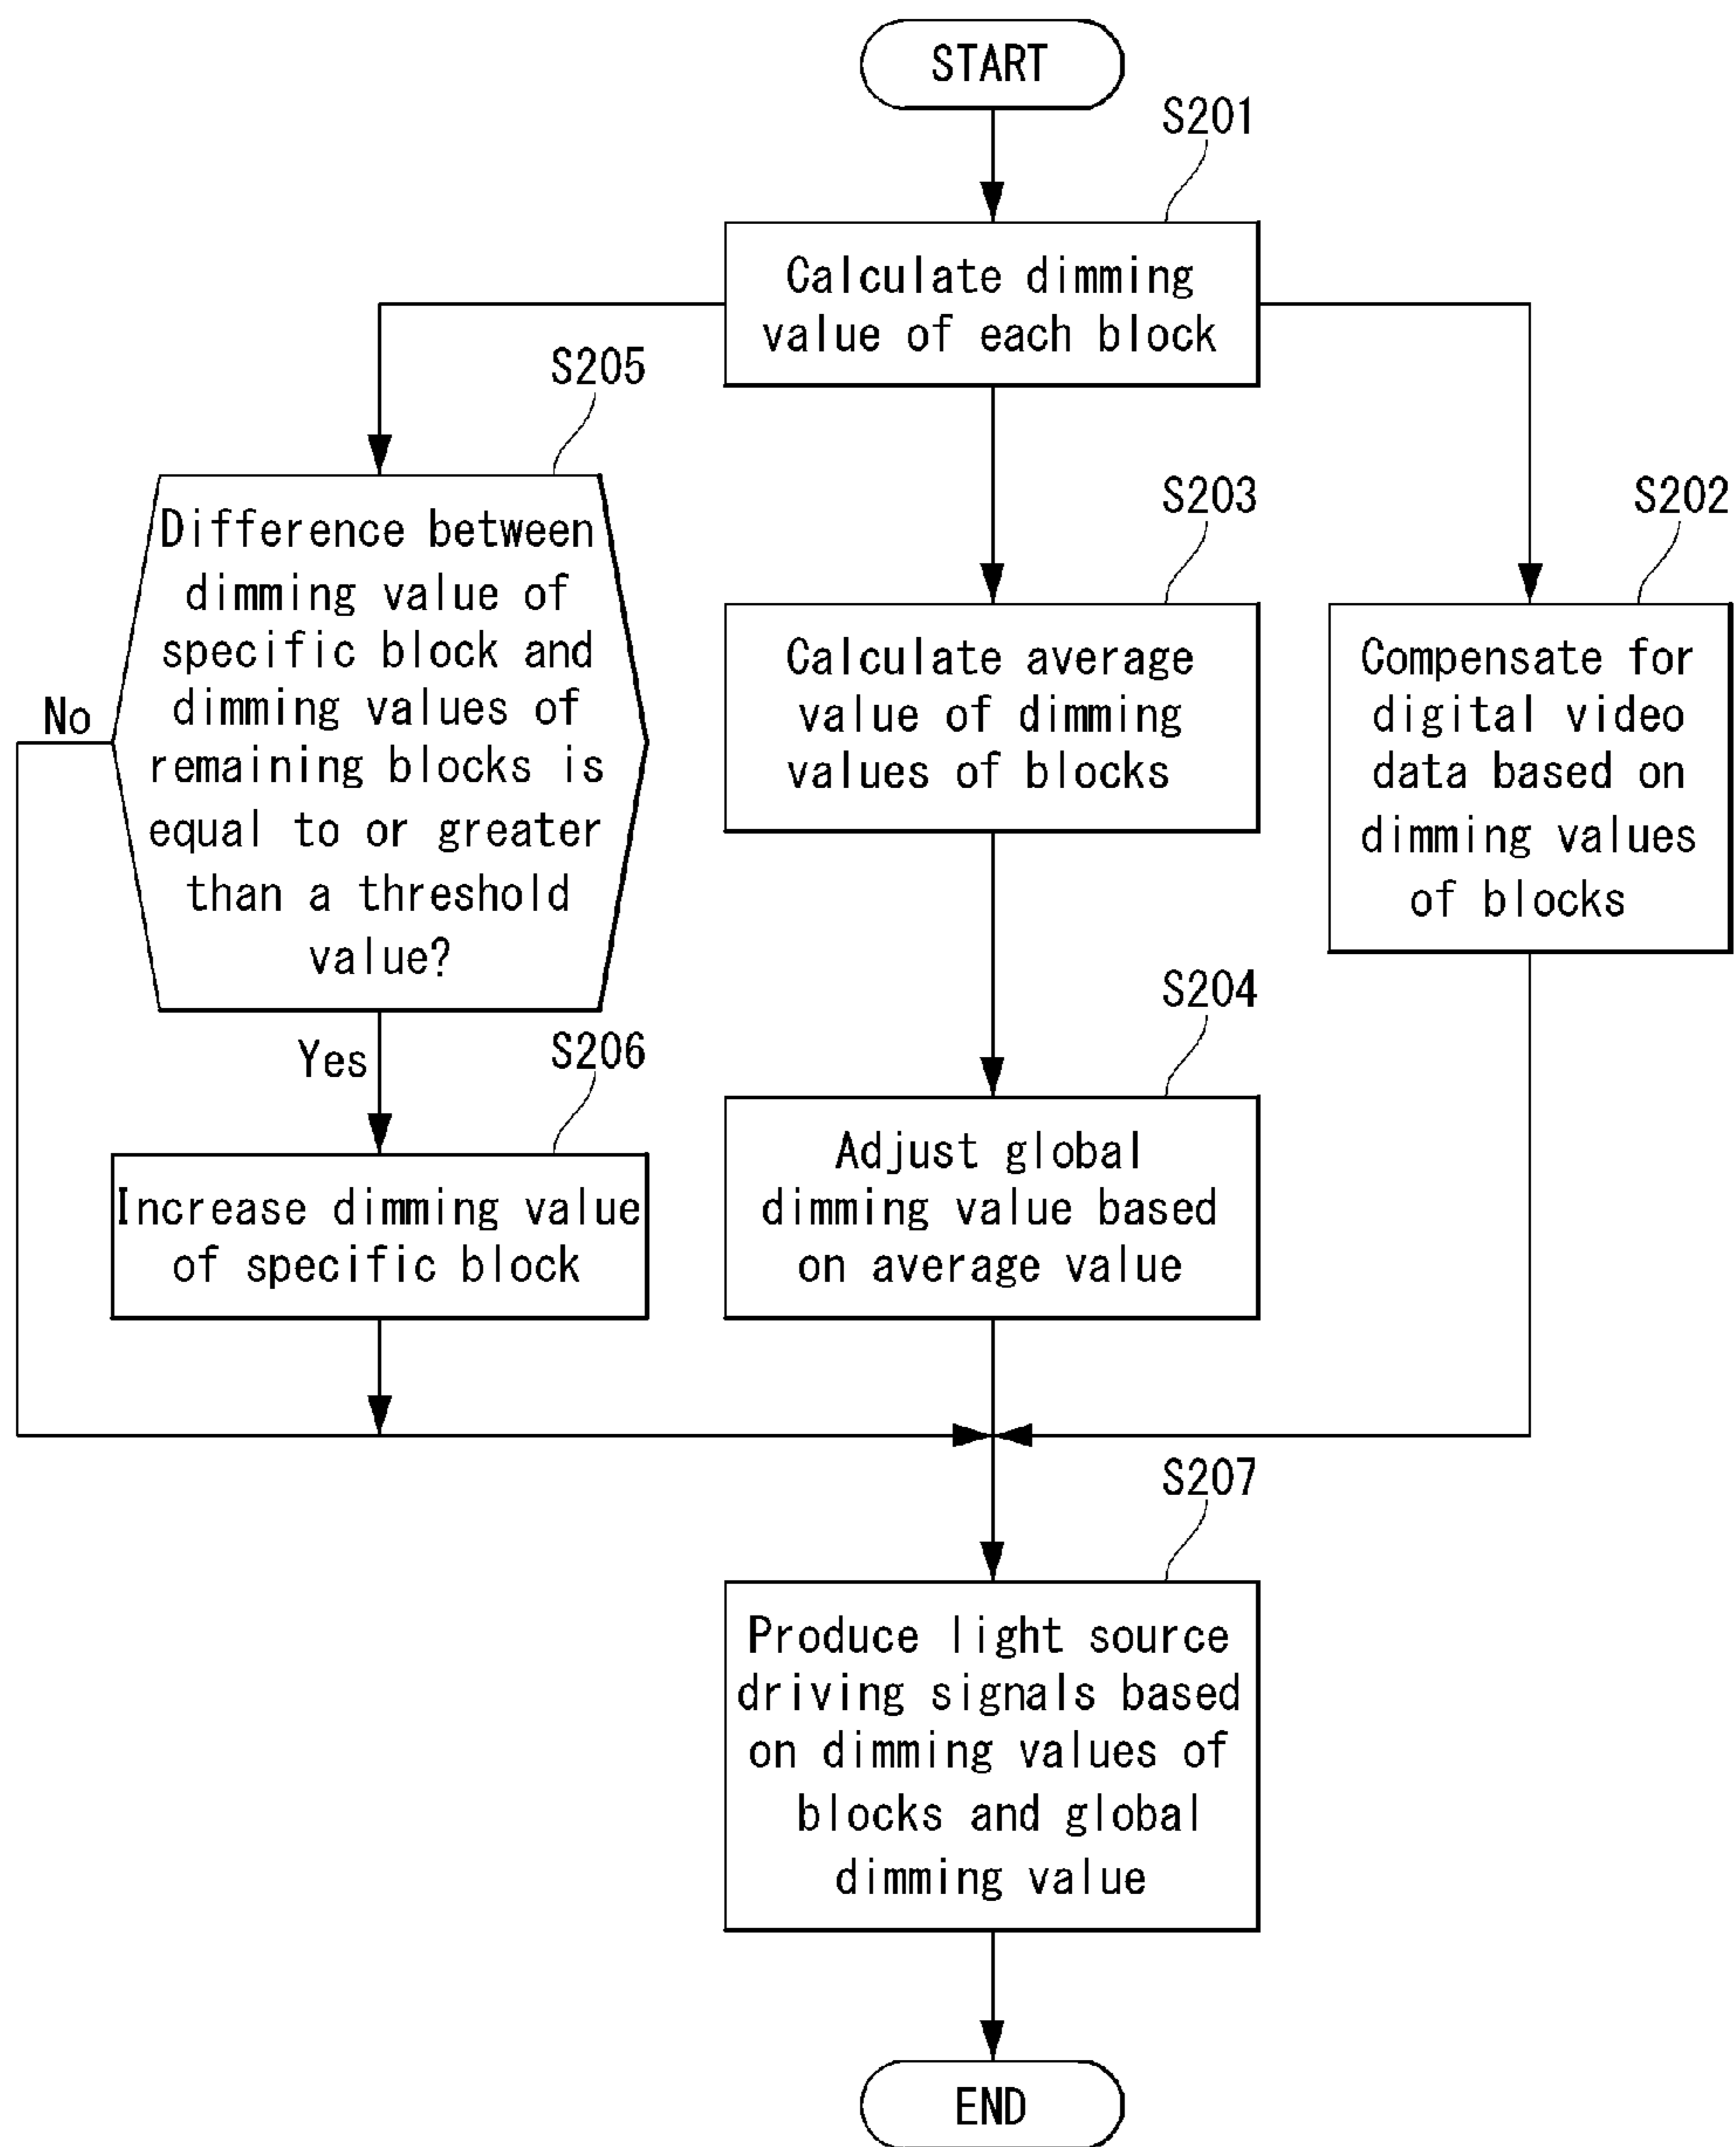 START
S201
Calculate dimming
value of each block
S205
Difference between
dimming value of
specific block and
dimming values of
remaining blocks is
equal to or greater
than a threshold
value?
No
Yes
S203
Calculate average
value of dimming
values of blocks
S202
Compensate for
digital video
data based on
dimming values
of blocks
S206
Increase dimming value
of specific block
S204
Adjust global
dimming value based
on average value
S207
Produce light source
driving signals based
on dimming values of
blocks and global
dimming value
END